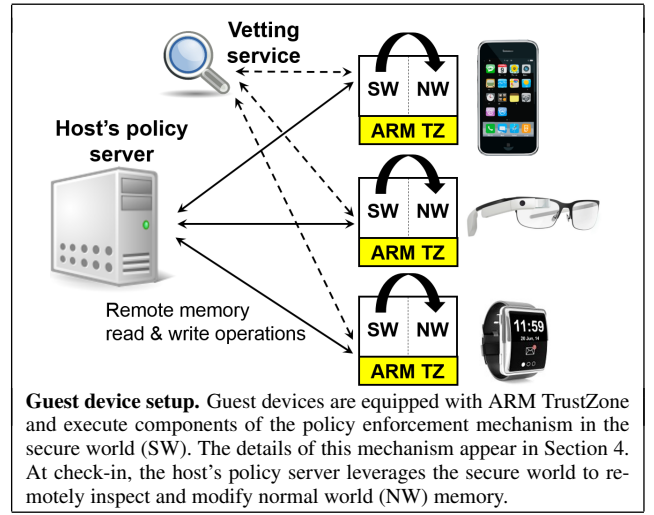 Vetting
service
SW NW
ARM TZ
Host's policy
server
SW NW
ARM TZ
Remote memory
read & write operations
SW NW
ARM TZ
11:59
20 Jun, 14
Guest device setup. Guest devices are equipped with ARM TrustZone
and execute components of the policy enforcement mechanism in the
secure world (SW). The details of this mechanism appear in Section 4.
At check-in, the host's policy server leverages the secure world to re-
motely inspect and modify normal world (NW) memory.